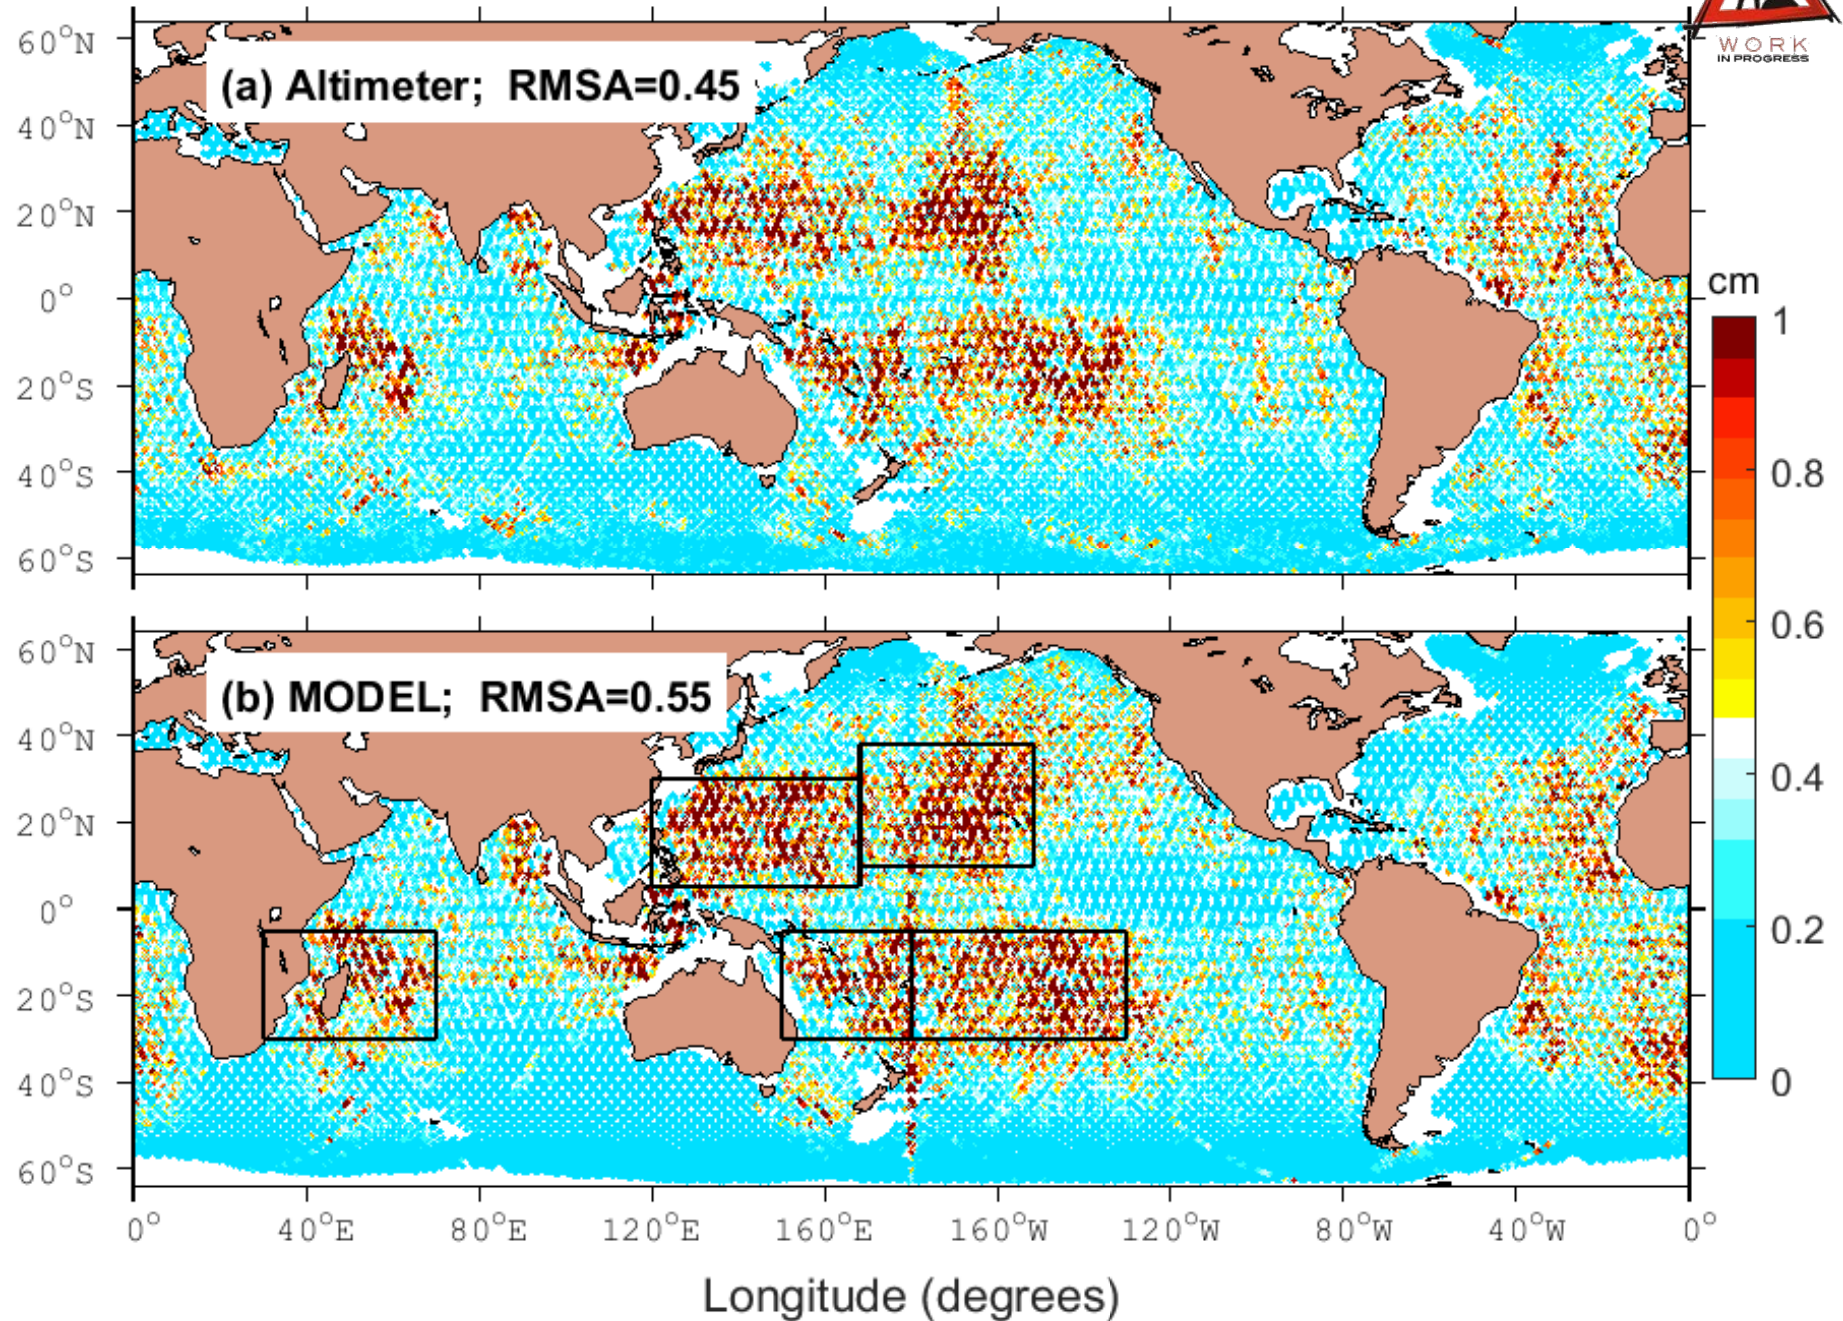 WORK
IN PROGRESS
60°N
(a) Altimeter; RMSA=0.45
40°N
20°N
0°
20°S
40°S
60°S
cm
1
0.8
0.6
0.4
0.2
0
60°N
(b) MODEL; RMSA=0.55
40°N
20°N
0°
20°S
40°S
60°S
0° 40°E 80°E 120°E 160°E 160°W 120°W 80°W 40°W 0°
Longitude (degrees)